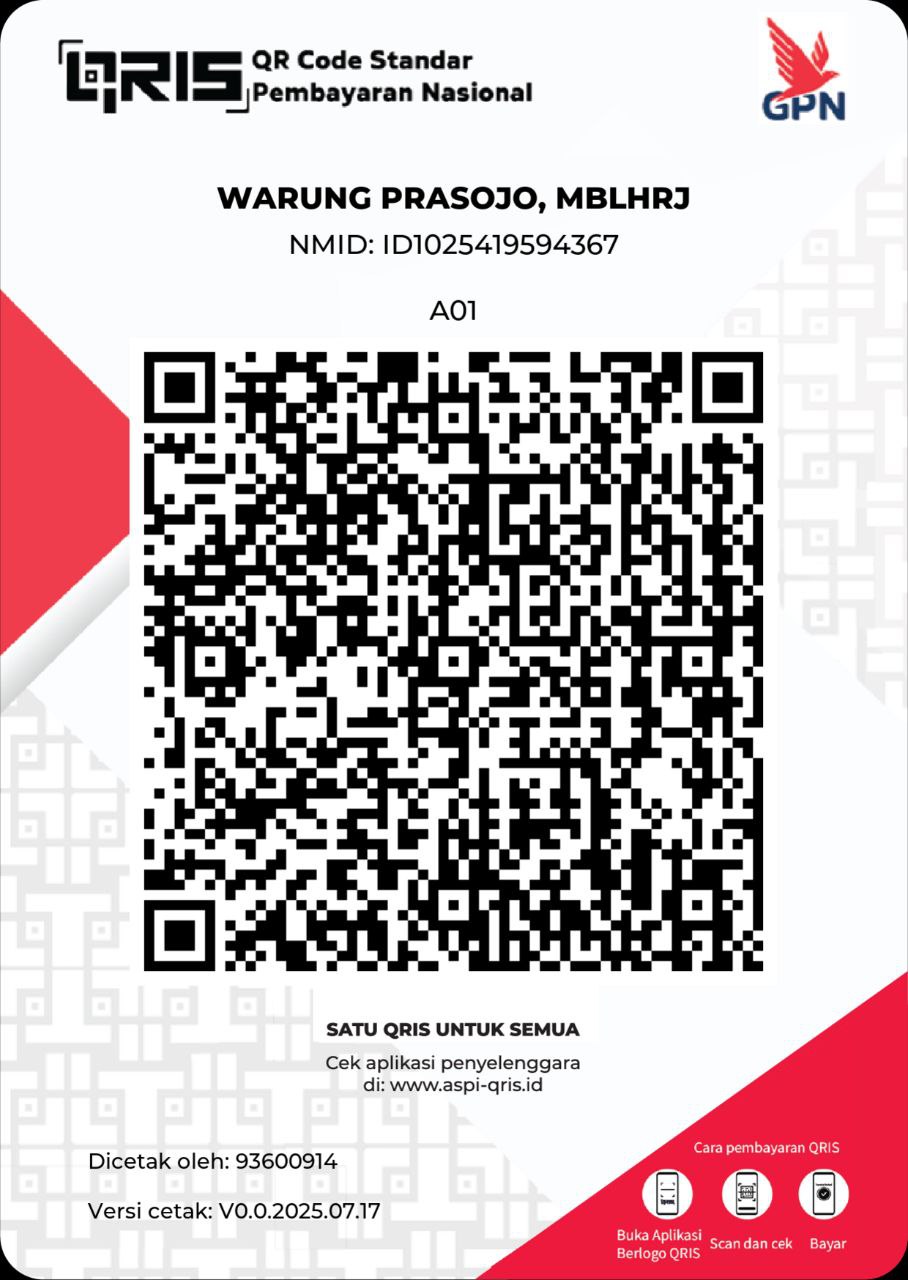 QRIS QR Code Standar
Pembayaran Nasional
GPN
WARUNG PRASOJO, MBLHRJ
NMID: ID1025419594367
A01
SATU QRIS UNTUK SEMUA
Cek aplikasi penyelenggara
di: www.aspi-qris.id
Dicetak oleh: 93600914
Versi cetak: V0.0.2025.07.17
Cara pembayaran QRIS
Buka Aplikasi
Berlogo QRIS
Scan dan cek
Bayar